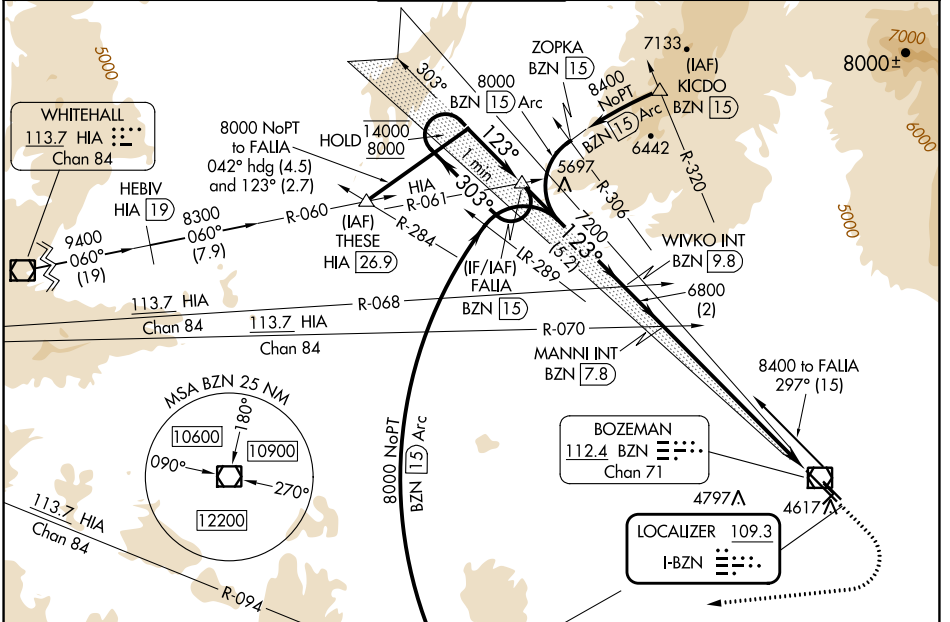 5000
WHITEHALL
113.7 HIA
Chan 84
HEBIV
HIA 19
9400
060°
(19)
8300
060°
(7.9)
R-060
8000 NoPT
to FALIA
042° hdg (4.5)
and 123° (2.7)
HOLD
14000
8000
303°
1 min
123°
303°
HIA
R-061
(IAF)
THESE
HIA 26.9
R-284
LR-289
(IF/IAF)
FALIA
BZN 15
8000
BZN 15 Arc
ZOPKA
BZN 15
8400
NoPT
BZN 15 Arc
7133
(IAF)
KICDO
BZN 15
6442
5697
R-320
R-306
7000
8000±
6000
5000
7200
123°
(5.2)
WIVKO INT
BZN 9.8
6800
(2)
MANNI INT
BZN 7.8
113.7 HIA
Chan 84
R-068
113.7 HIA
Chan 84
R-070
8400 to FALIA
297° (15)
MSA BZN 25 NM
180°
10600
10900
090°
270°
12200
8000 NoPT
BZN 15 Arc
BOZEMAN
112.4 BZN
Chan 71
4797
4617
LOCALIZER 109.3
I-BZN
113.7 HIA
Chan 84
R-094